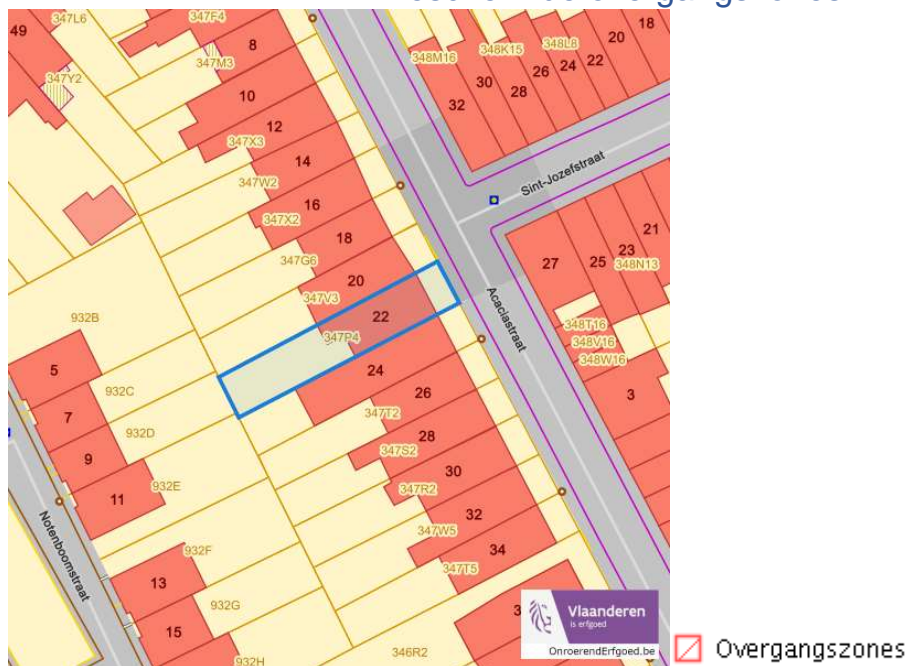 347L6
347F4
8
49
347M3
347Y2
10
12
347X3
14
347W2
16
347X2
18
347G6
20
347V3
22
347P4
24
26
347T2
28
347S2
30
347R2
32
347W5
34
347T5
348M16
348K15
348L8
18
20
22
24
26
28
30
32
Sint-Jozefstraat
21
23
348N13
25
27
348T16
348V16
348W16
3
Acaciastraat
932B
5
932C
7
932D
9
932E
11
932F
13
932G
15
932H
346R2
Notenboomstraat
Vlaanderen
is erfgoed
OnroerendErfgoed.be
Overgangszones